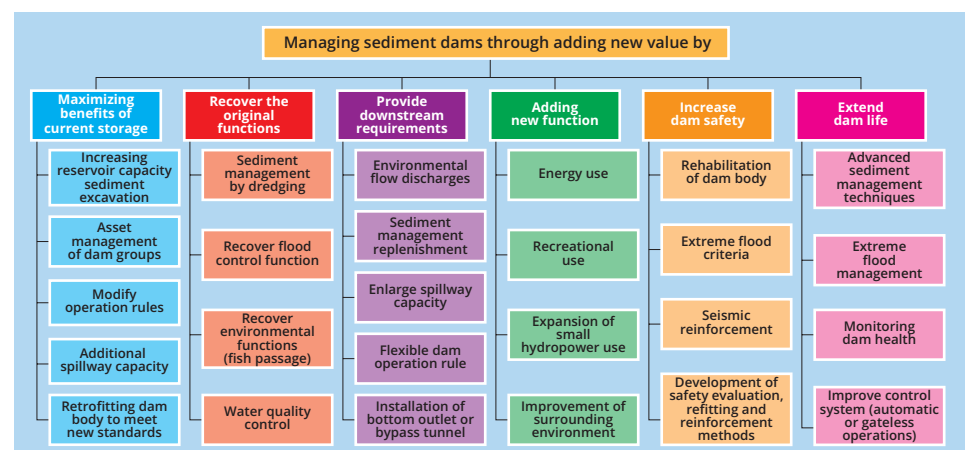 Managing sediment dams through adding new value by
Maximizing
benefits of
current storage
Increasing
reservoir capacity
sediment
excavation
Asset
management
of dam groups
Modify
operation rules
Additional
spillway capacity
Retrofitting dam
body to meet
new standards
Recover the
original
functions
Sediment
management
by dredging
Recover flood
control function
Recover
environmental
functions
(fish passage)
Water quality
control
Provide
downstream
requirements
Environmental
flow discharges
Sediment
management
replenishment
Enlarge spillway
capacity
Flexible dam
operation rule
Installation of
bottom outlet or
bypass tunnel
Adding
new function
Energy use
Recreational
use
Expansion of
small
hydropower use
Improvement of
surrounding
environment
Increase
dam safety
Rehabilitation
of dam body
Extreme flood
criteria
Seismic
reinforcement
Development of
safety evaluation,
refitting and
reinforcement
methods
Extend
dam life
Advanced
sediment
management
techniques
Extreme
flood
management
Monitoring
dam health
Improve control
system (automatic
or gateless
operations)